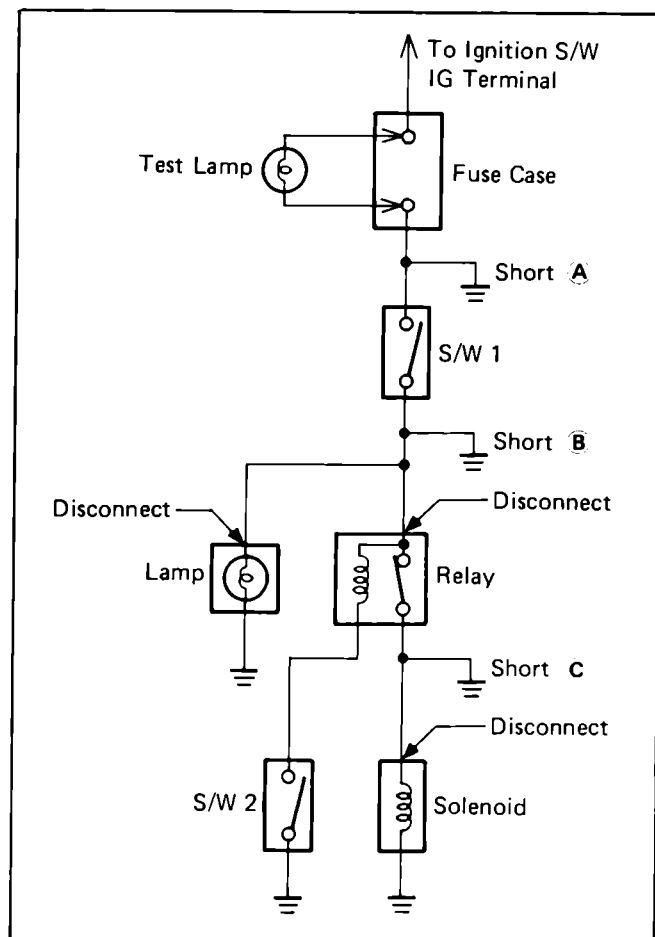 To Ignition S/W
IG Terminal
Test Lamp
Fuse Case
Short Ⓐ
S/W 1
Short Ⓑ
Disconnect
Disconnect
Lamp
Relay
Short C
Disconnect
S/W 2
Solenoid